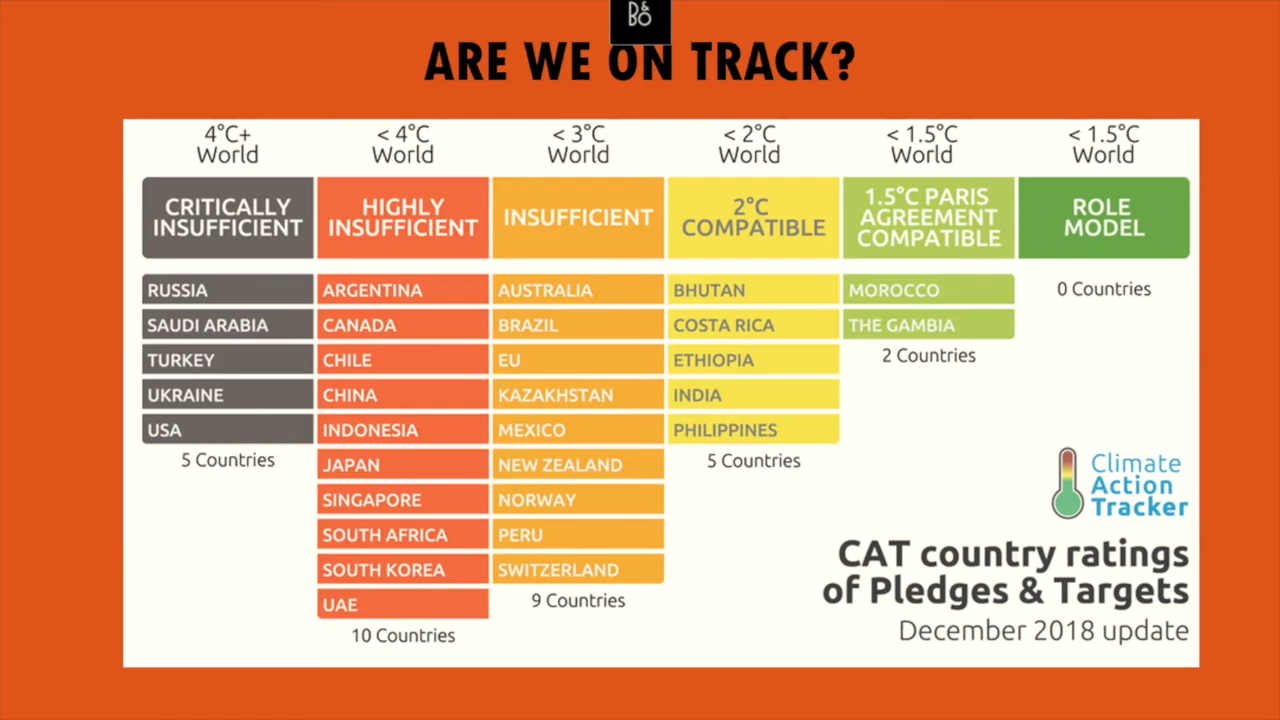 B&
BO
ARE WE ON TRACK?
4°C+
World
< 4°C
World
< 3°C
World
< 2°C
World
< 1.5°C
World
< 1.5°C
World
CRITICALLY
INSUFFICIENT
HIGHLY
INSUFFICIENT
INSUFFICIENT
2°C
COMPATIBLE
1.5°C PARIS
AGREEMENT
COMPATIBLE
ROLE
MODEL
RUSSIA
SAUDI ARABIA
TURKEY
UKRAINE
USA
5 Countries
ARGENTINA
CANADA
CHILE
CHINA
INDONESIA
JAPAN
SINGAPORE
SOUTH AFRICA
SOUTH KOREA
UAE
10 Countries
AUSTRALIA
BRAZIL
EU
KAZAKHSTAN
MEXICO
NEW ZEALAND
NORWAY
PERU
SWITZERLAND
9 Countries
BHUTAN
COSTA RICA
ETHIOPIA
INDIA
PHILIPPINES
5 Countries
MOROCCO
THE GAMBIA
2 Countries
0 Countries
Climate
Action
Tracker
CAT country ratings
of Pledges & Targets
December 2018 update